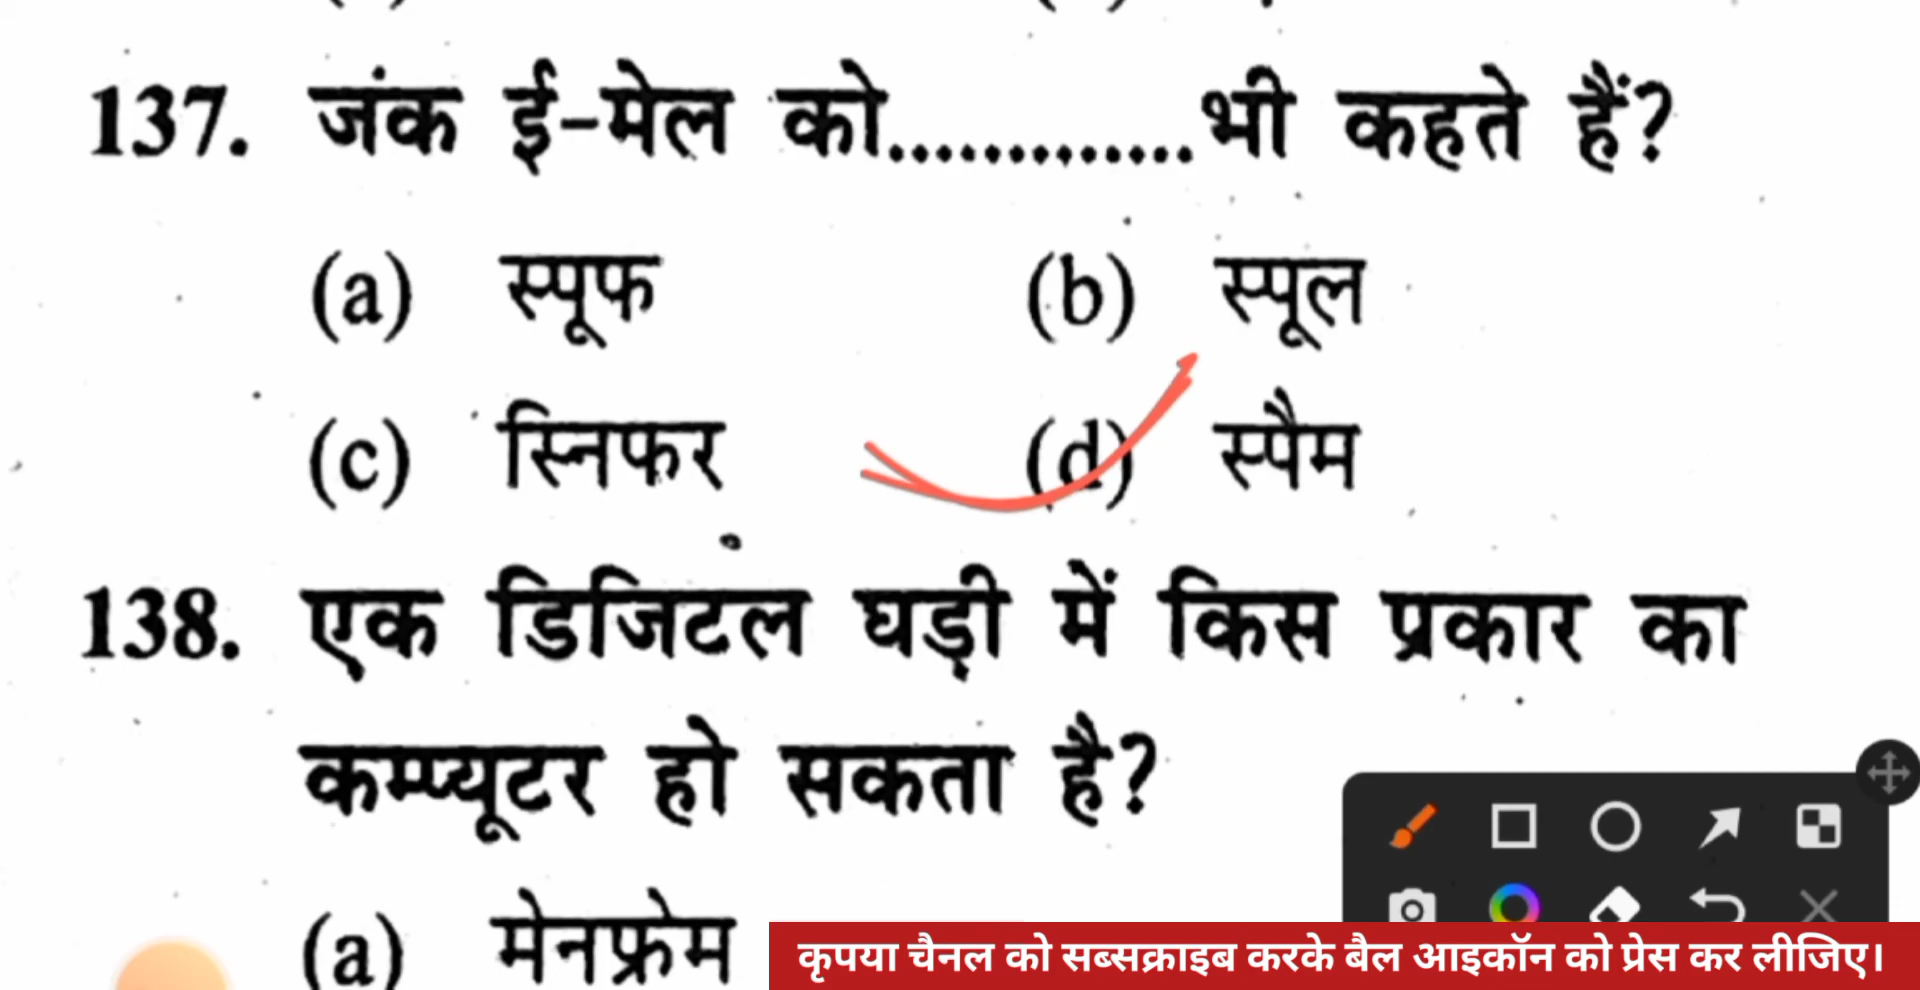 137. जंक ई-मेल को.............भी कहते हैं?
(a) स्पूफ (b) स्पूल
(c) स्निफर (d) स्पैम
138. एक डिजिटल घड़ी में किस प्रकार का
कम्प्यूटर हो सकता है?
(a) मेनफ्रेम
कृपया चैनल को सब्सक्राइब करके बैल आइकॉन को प्रेस कर लीजिए।